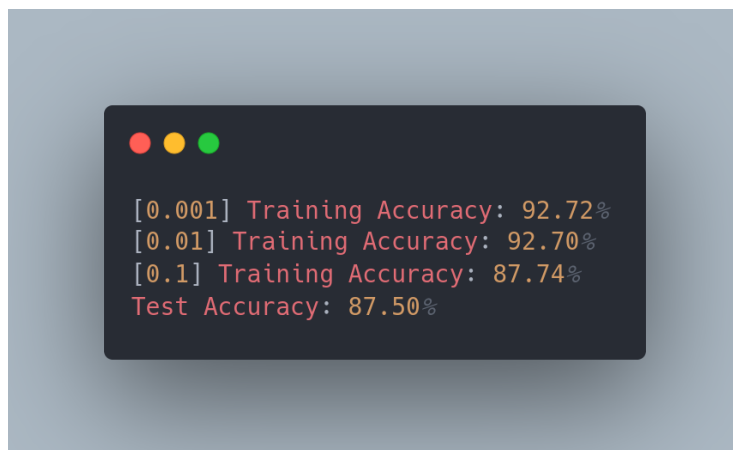 [0.001] Training Accuracy: 92.72%
[0.01] Training Accuracy: 92.70%
[0.1] Training Accuracy: 87.74%
Test Accuracy: 87.50%